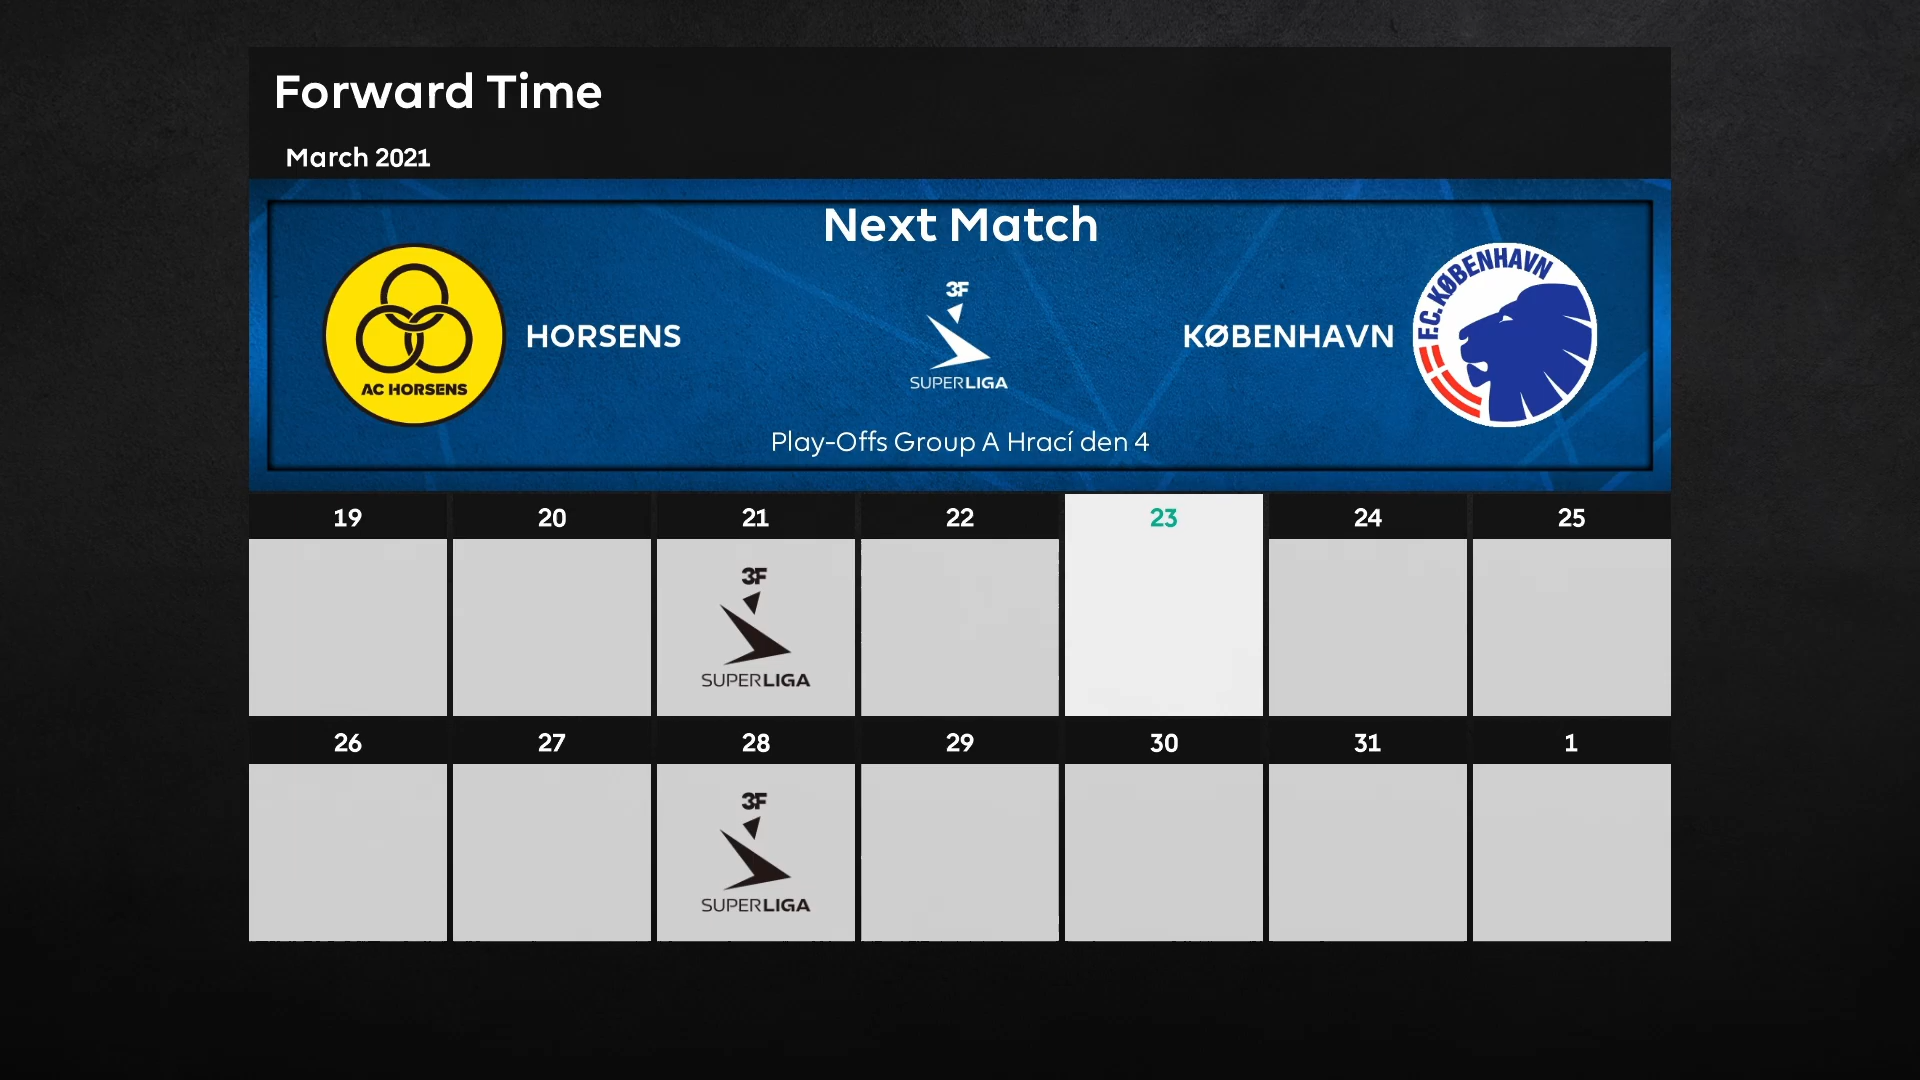 Forward Time
March 2021
Next Match
AC HORSENS
HORSENS
3F
SUPERLIGA
KØBENHAVN
F.C. KØBENHAVN
Play-Offs Group A Hrací den 4
19 20 21 22 23 24 25
3F
SUPERLIGA
26 27 28 29 30 31 1
3F
SUPERLIGA